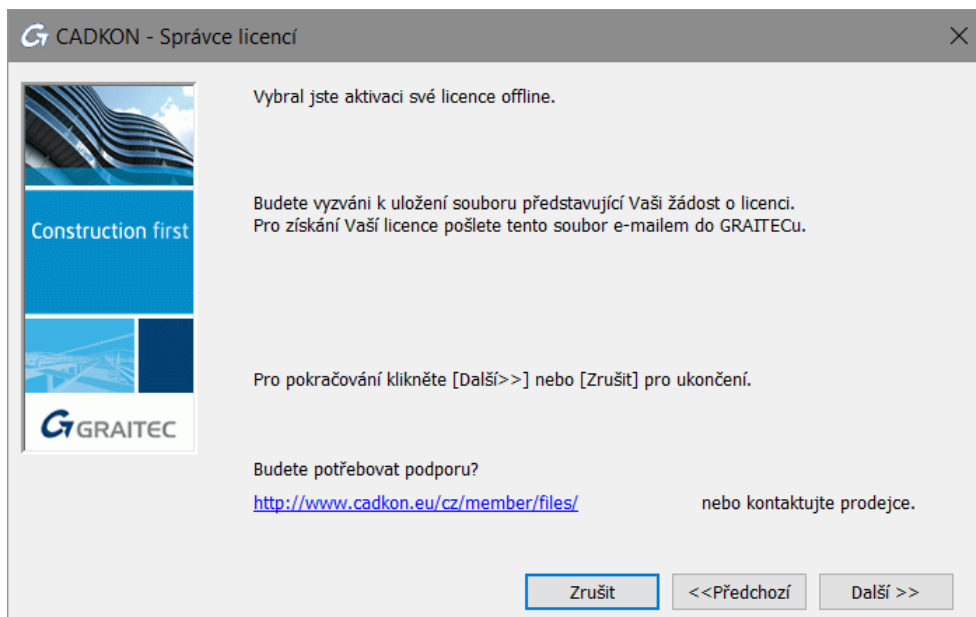 CADKON - Správce licencí
Vybral jste aktivaci své licence offline.
Budete vyzváni k uložení souboru představující Vaši žádost o licenci.
Pro získání Vaší licence pošlete tento soubor e-mailem do GRAITECu.
Construction first
Pro pokračování klikněte [Další>>] nebo [Zrušit] pro ukončení.
GRAITEC
Budete potřebovat podporu?
http://www.cadkon.eu/cz/member/files/ nebo kontaktujte prodejce.
Zrušit <<Předchozí Další >>